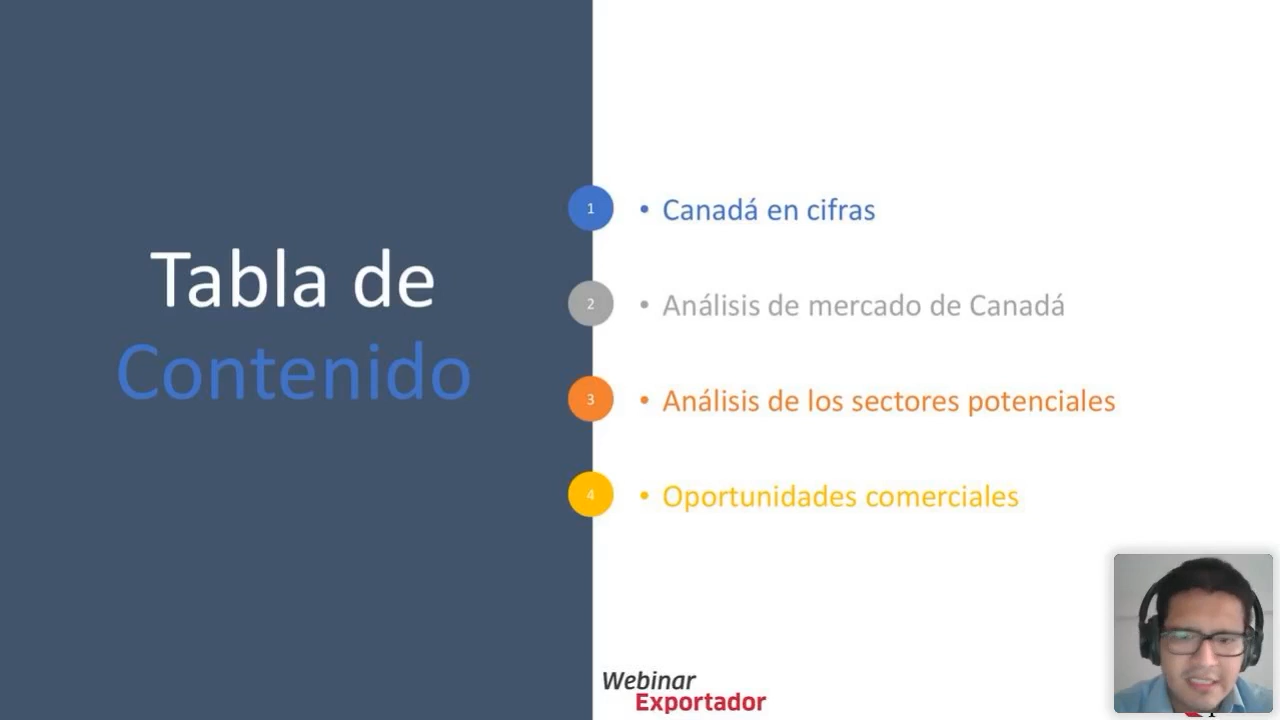 Tabla de
Contenido
1
• Canadá en cifras
2
• Análisis de mercado de Canadá
3
• Análisis de los sectores potenciales
4
• Oportunidades comerciales
Webinar
Exportador